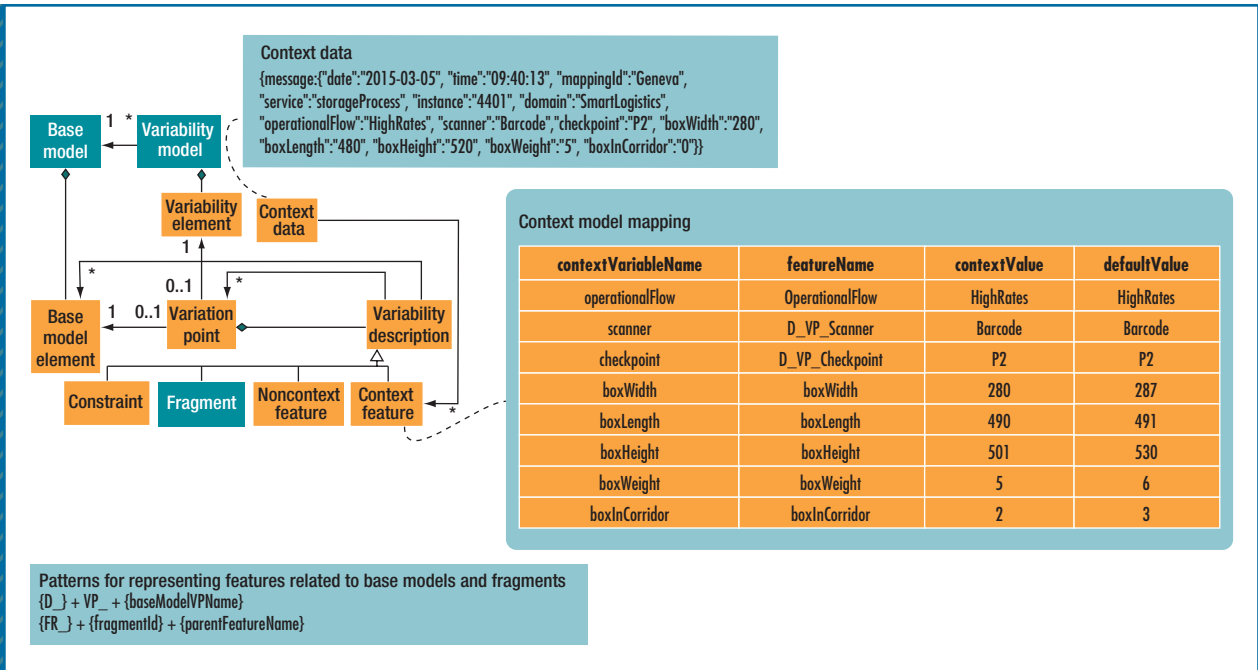 Context data
{message:{"date":"2015-03-05", "time":"09:40:13", "mappingId":"Geneva",
"service":"storageProcess", "instance":"4401", "domain":"SmartLogistics",
"operationalFlow":"HighRates", "scanner":"Barcode","checkpoint":"P2", "boxWidth":"280",
"boxLength":"480", "boxHeight":"520", "boxWeight":"5", "boxInCorridor":"0"}}
Base
model
1 *
Variability
model
Variability
element
Context
data
1
*
0..1
*
Base
model
element
1 0..1
Variation
point
Variability
description
Constraint
Fragment
Noncontext
feature
Context
feature
*
Context model mapping
contextVariableName featureName contextValue defaultValue
operationalFlow OperationalFlow HighRates HighRates
scanner D_VP_Scanner Barcode Barcode
checkpoint D_VP_Checkpoint P2 P2
boxWidth boxWidth 280 287
boxLength boxLength 490 491
boxHeight boxHeight 501 530
boxWeight boxWeight 5 6
boxInCorridor boxInCorridor 2 3
Patterns for representing features related to base models and fragments
{D_} + VP_ + {baseModelVPName}
{FR_} + {fragmentId} + {parentFeatureName}